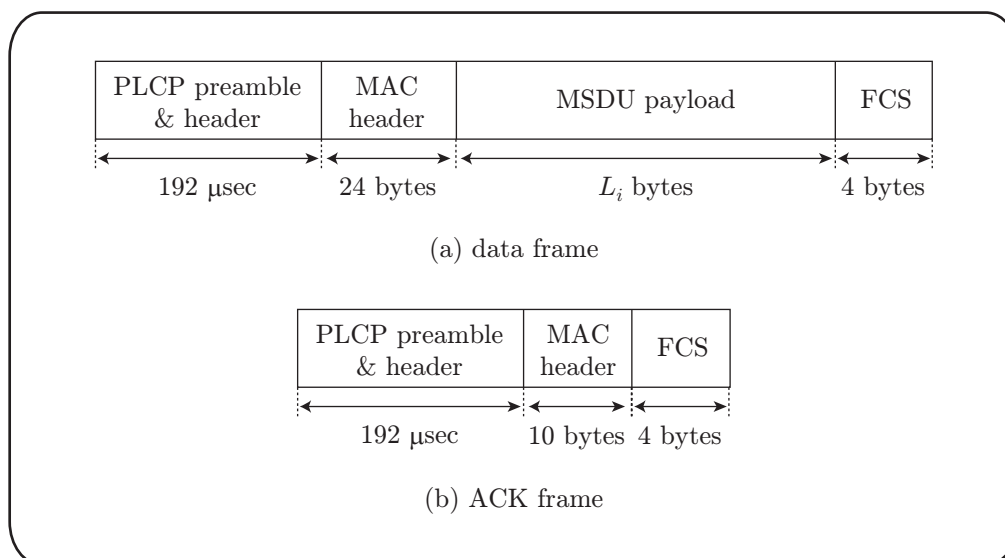 PLCP preamble
& header
MAC
header
MSDU payload
FCS
192 μsec
24 bytes
L_i bytes
4 bytes
(a) data frame
PLCP preamble
& header
MAC
header
FCS
192 μsec
10 bytes
4 bytes
(b) ACK frame